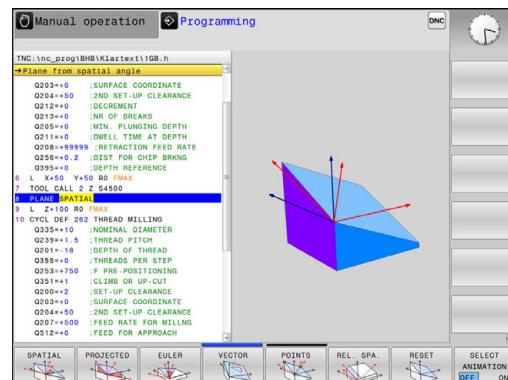 Manual operation
Programming
DNC
TNC:\nc_prog\BHB\Klartext\1GB.h
→Plane from spatial angle
Q203=+0 ;SURFACE COORDINATE
Q204=+50 ;2ND SET-UP CLEARANCE
Q212=+0 ;DECREMENT
Q213=+0 ;NR OF BREAKS
Q205=+0 ;MIN. PLUNGING DEPTH
Q211=+0 ;DWELL TIME AT DEPTH
Q208=+99999 ;RETRACTION FEED RATE
Q256=+0.2 ;DIST FOR CHIP BRKNG
Q395=+0 ;DEPTH REFERENCE
6 L X+50 Y+50 R0 FMAX
7 TOOL CALL 2 Z S4500
8 PLANE SPATIAL
9 L Z+100 R0 FMAX
10 CYCL DEF 262 THREAD MILLING
Q335=+10 ;NOMINAL DIAMETER
Q239=+1.5 ;THREAD PITCH
Q201=-18 ;DEPTH OF THREAD
Q355=+0 ;THREADS PER STEP
Q253=+750 ;F PRE-POSITIONING
Q351=+1 ;CLIMB OR UP-CUT
Q200=+2 ;SET-UP CLEARANCE
Q203=+0 ;SURFACE COORDINATE
Q204=+50 ;2ND SET-UP CLEARANCE
Q207=+500 ;FEED RATE FOR MILLNG
Q512=+0 ;FEED FOR APPROACH
SPATIAL PROJECTED EULER VECTOR POINTS REL. SPA. RESET SELECT
ANIMATION
OFF ON